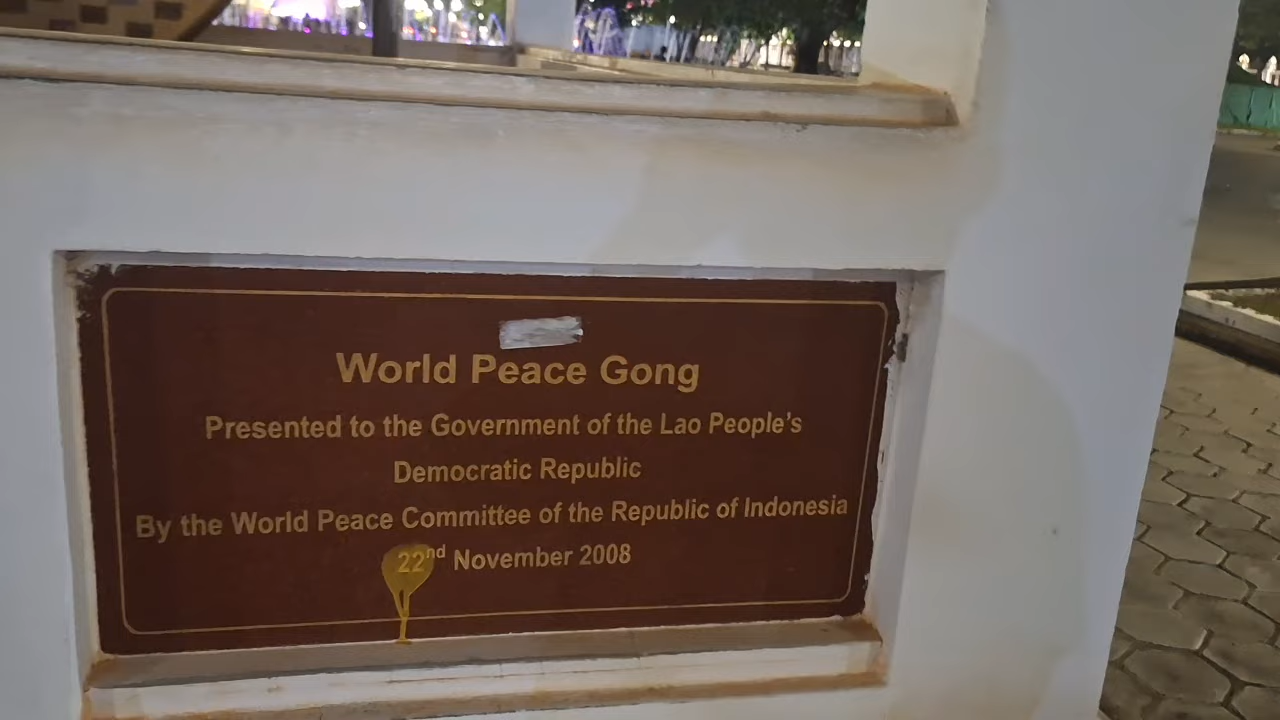 World Peace Gong
Presented to the Government of the Lao People's
Democratic Republic
By the World Peace Committee of the Republic of Indonesia
22nd November 2008